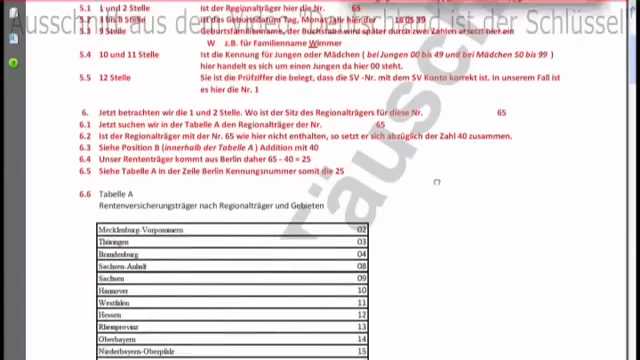 Ausschnitt aus dem Deutschland ist der Schlüssel"
5.1 1 und 2 Stelle ist der Regionalträger hier die Nr. 65
5.2 1 bis 8 Stelle ist das Geburtsdatum Tag, Monat Jahr hier der 18 05 39
5.3 9 Stelle Geburtsfamilienname, der Buchstabe wird später durch zwei Zahlen ersetzt hier ein
W z.B. für Familienname Wimmer
5.4 10 und 11 Stelle Ist die Kennung für Jungen oder Mädchen ( bei Jungen 00 bis 49 und bei Mädchen 50 bis 99 )
hier handelt es sich um einen Jungen da hier 00 steht.
5.5 12 Stelle Sie ist die Prüfziffer die belegt, dass die SV -Nr. mit dem SV Konto korrekt ist. In unserem Fall ist
es hier die Nr. 1
6. Jetzt betrachten wir die 1 und 2 Stelle. Wo ist der Sitz des Regionalträgers für diese Nr. 65
6.1 Jetzt suchen wir in der Tabelle A den Regionalträger der Nr. 65
6.2 Ist der Regionalträger mit der Nr. 65 wie hier nicht enthalten, so setzt er sich abzüglich der Zahl 40 zusammen.
6.3 Siehe Position B (innerhalb der Tabelle A ) Addition mit 40
6.4 Unser Rententräger kommt aus Berlin daher 65 - 40 = 25
6.5 Siehe Tabelle A in der Zeile Berlin Kennungsnummer somit die 25
6.6 Tabelle A
Rentenversicherungsträger nach Regionalträger und Gebieten
Mecklenburg-Vorpommern 02
Thüringen 03
Brandenburg 04
Sachsen-Anhalt 08
Sachsen 09
Hannover 10
Westfalen 11
Hessen 12
Rheinprovinz 13
Oberbayern 14
Niederbayern-Oberpfalz 15